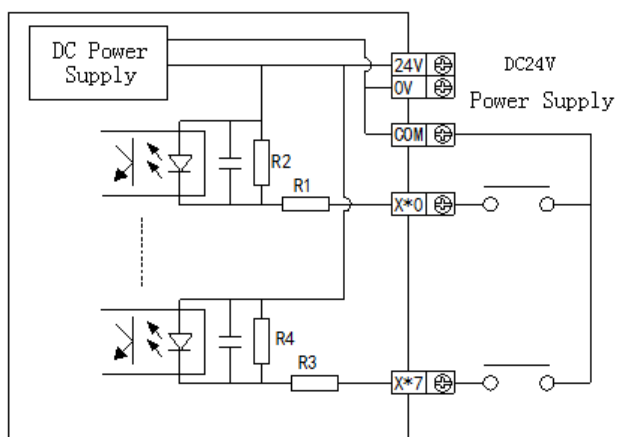 DC Power
Supply
24V
0V
DC24V
Power Supply
COM
R2
R1
X*0
R4
R3
X*7